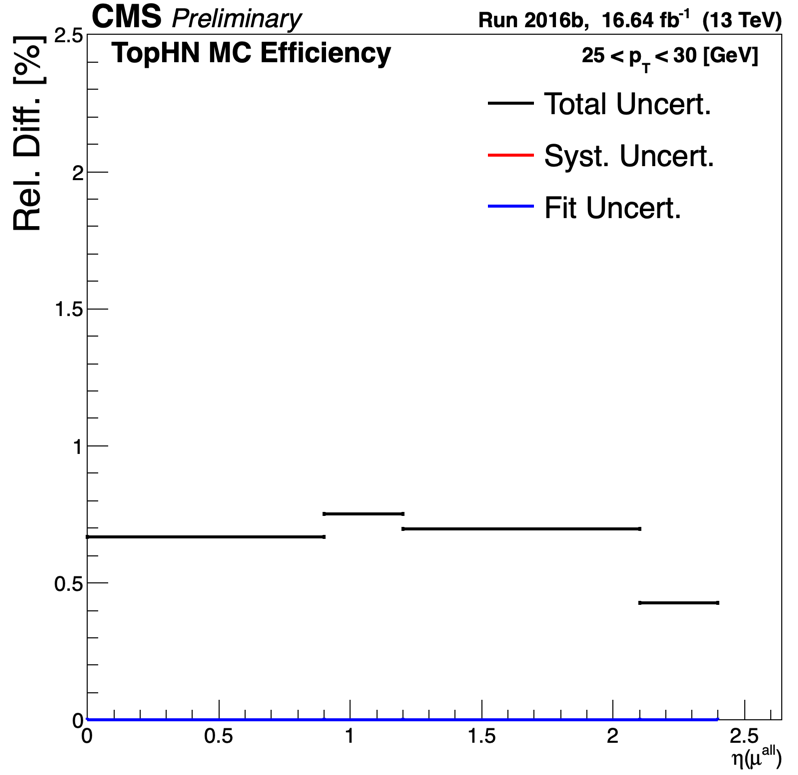 CMS Preliminary
Run 2016b, 16.64 fb⁻¹ (13 TeV)
TopHN MC Efficiency
25 < p_T < 30 [GeV]
Total Uncert.
Syst. Uncert.
Fit Uncert.
Rel. Diff. [%]
2.5
2
1.5
1
0.5
0
0 0.5 1 1.5 2 2.5
η(μ^all)